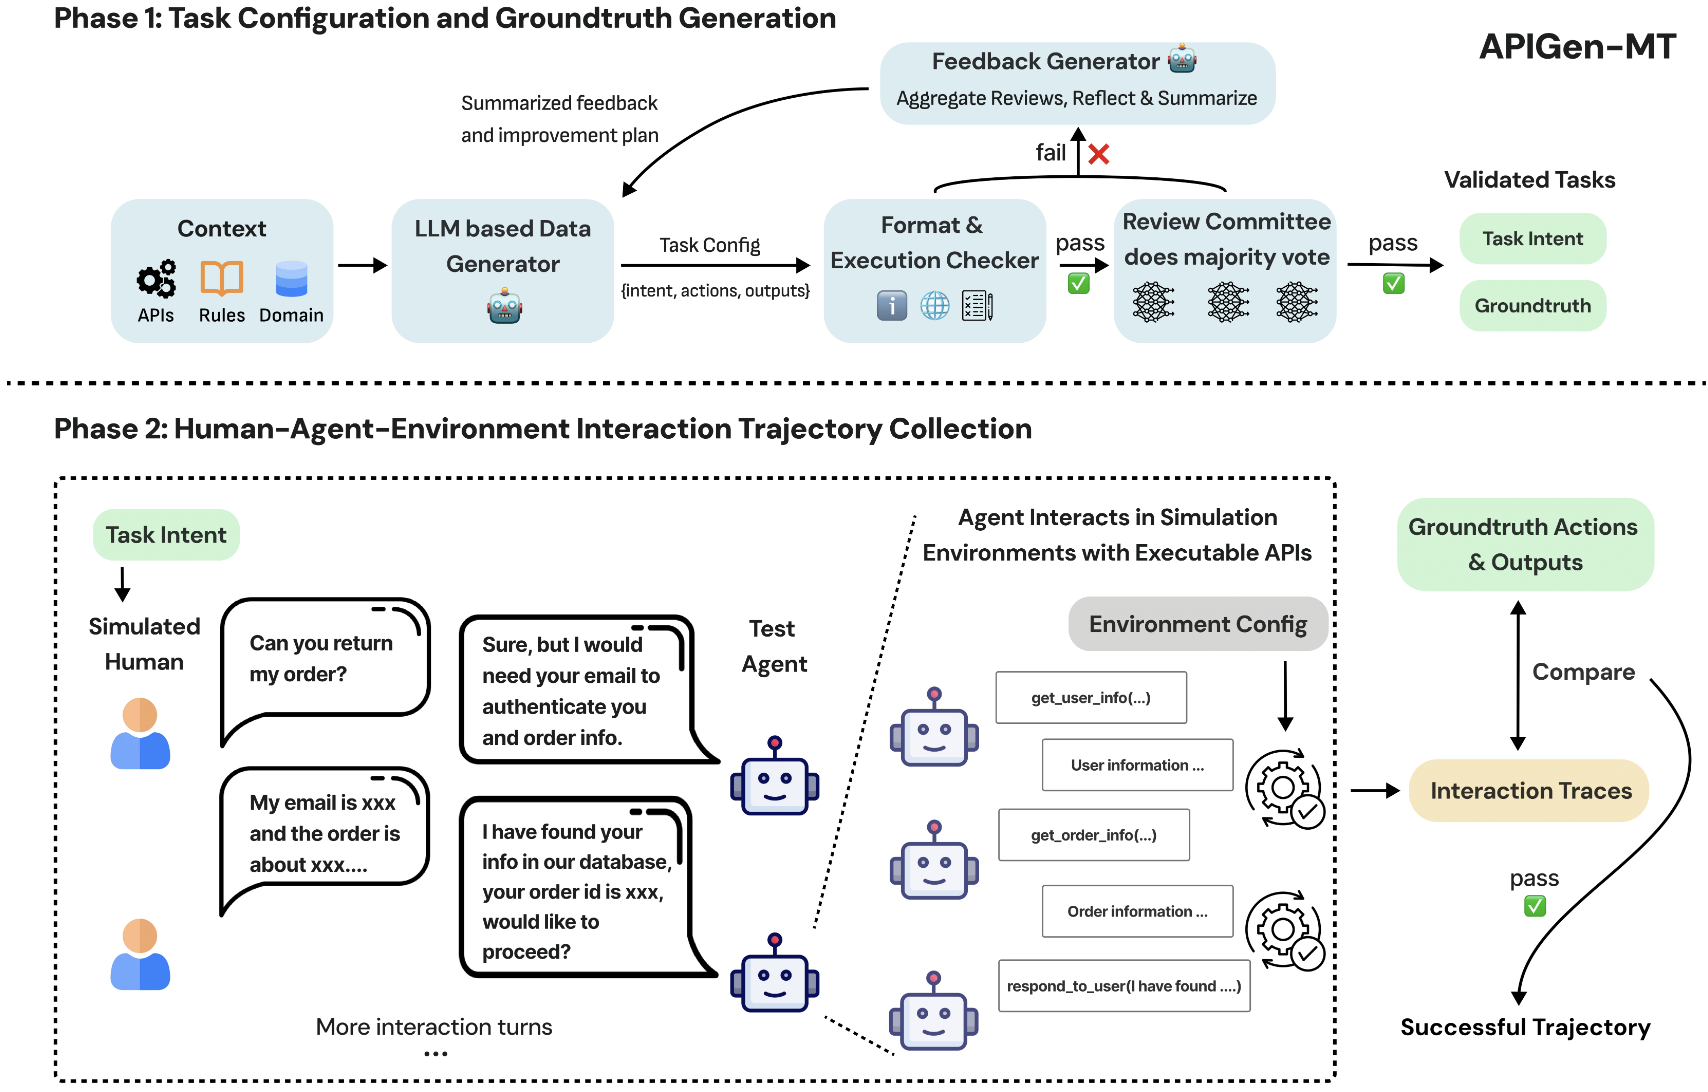 Phase 1: Task Configuration and Groundtruth Generation
APIGen-MT
Feedback Generator
Aggregate Reviews, Reflect & Summarize
Summarized feedback
and improvement plan
fail
Context
APIs Rules Domain
LLM based Data
Generator
Task Config
{intent, actions, outputs}
Format &
Execution Checker
pass
Review Committee
does majority vote
pass
Validated Tasks
Task Intent
Groundtruth
Phase 2: Human-Agent-Environment Interaction Trajectory Collection
Task Intent
Simulated
Human
Can you return
my order?
Sure, but I would
need your email to
authenticate you
and order info.
Test
Agent
My email is xxx
and the order is
about xxx....
I have found your
info in our database,
your order id is xxx,
would like to
proceed?
More interaction turns
...
Agent Interacts in Simulation
Environments with Executable APIs
Environment Config
get_user_info(...)
User information ...
get_order_info(...)
Order information ...
respond_to_user(I have found ....)
Groundtruth Actions
& Outputs
Compare
Interaction Traces
pass
Successful Trajectory